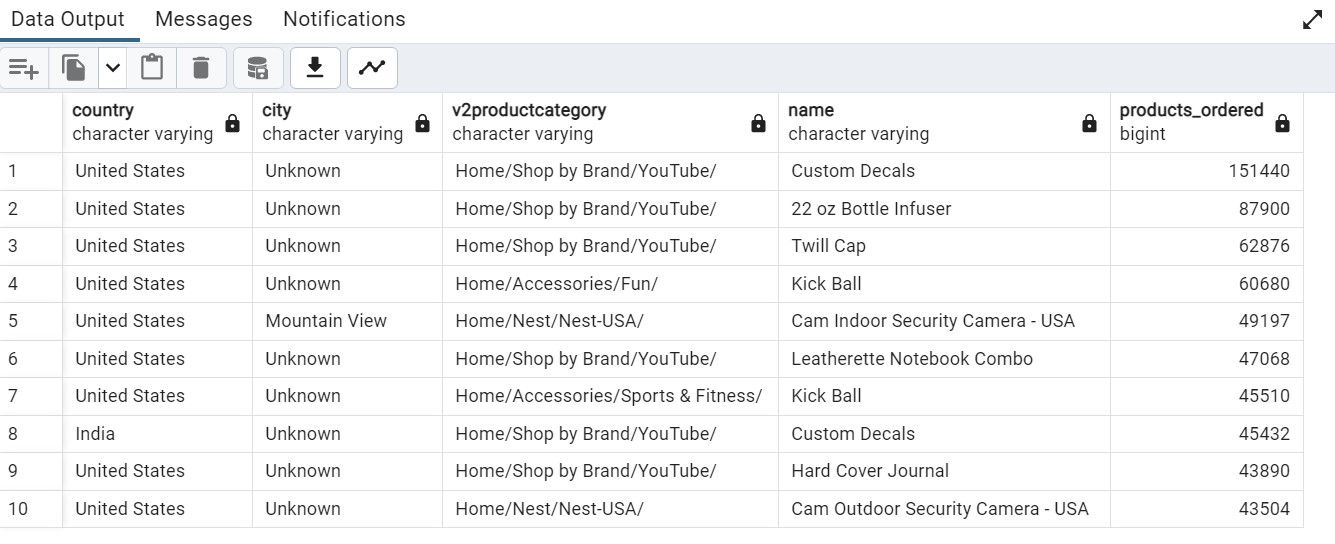 Data Output Messages Notifications
country city v2productcategory name products_ordered
character varying character varying character varying character varying bigint
1 United States Unknown Home/Shop by Brand/YouTube/ Custom Decals 151440
2 United States Unknown Home/Shop by Brand/YouTube/ 22 oz Bottle Infuser 87900
3 United States Unknown Home/Shop by Brand/YouTube/ Twill Cap 62876
4 United States Unknown Home/Accessories/Fun/ Kick Ball 60680
5 United States Mountain View Home/Nest/Nest-USA/ Cam Indoor Security Camera - USA 49197
6 United States Unknown Home/Shop by Brand/YouTube/ Leatherette Notebook Combo 47068
7 United States Unknown Home/Accessories/Sports & Fitness/ Kick Ball 45510
8 India Unknown Home/Shop by Brand/YouTube/ Custom Decals 45432
9 United States Unknown Home/Shop by Brand/YouTube/ Hard Cover Journal 43890
10 United States Unknown Home/Nest/Nest-USA/ Cam Outdoor Security Camera - USA 43504